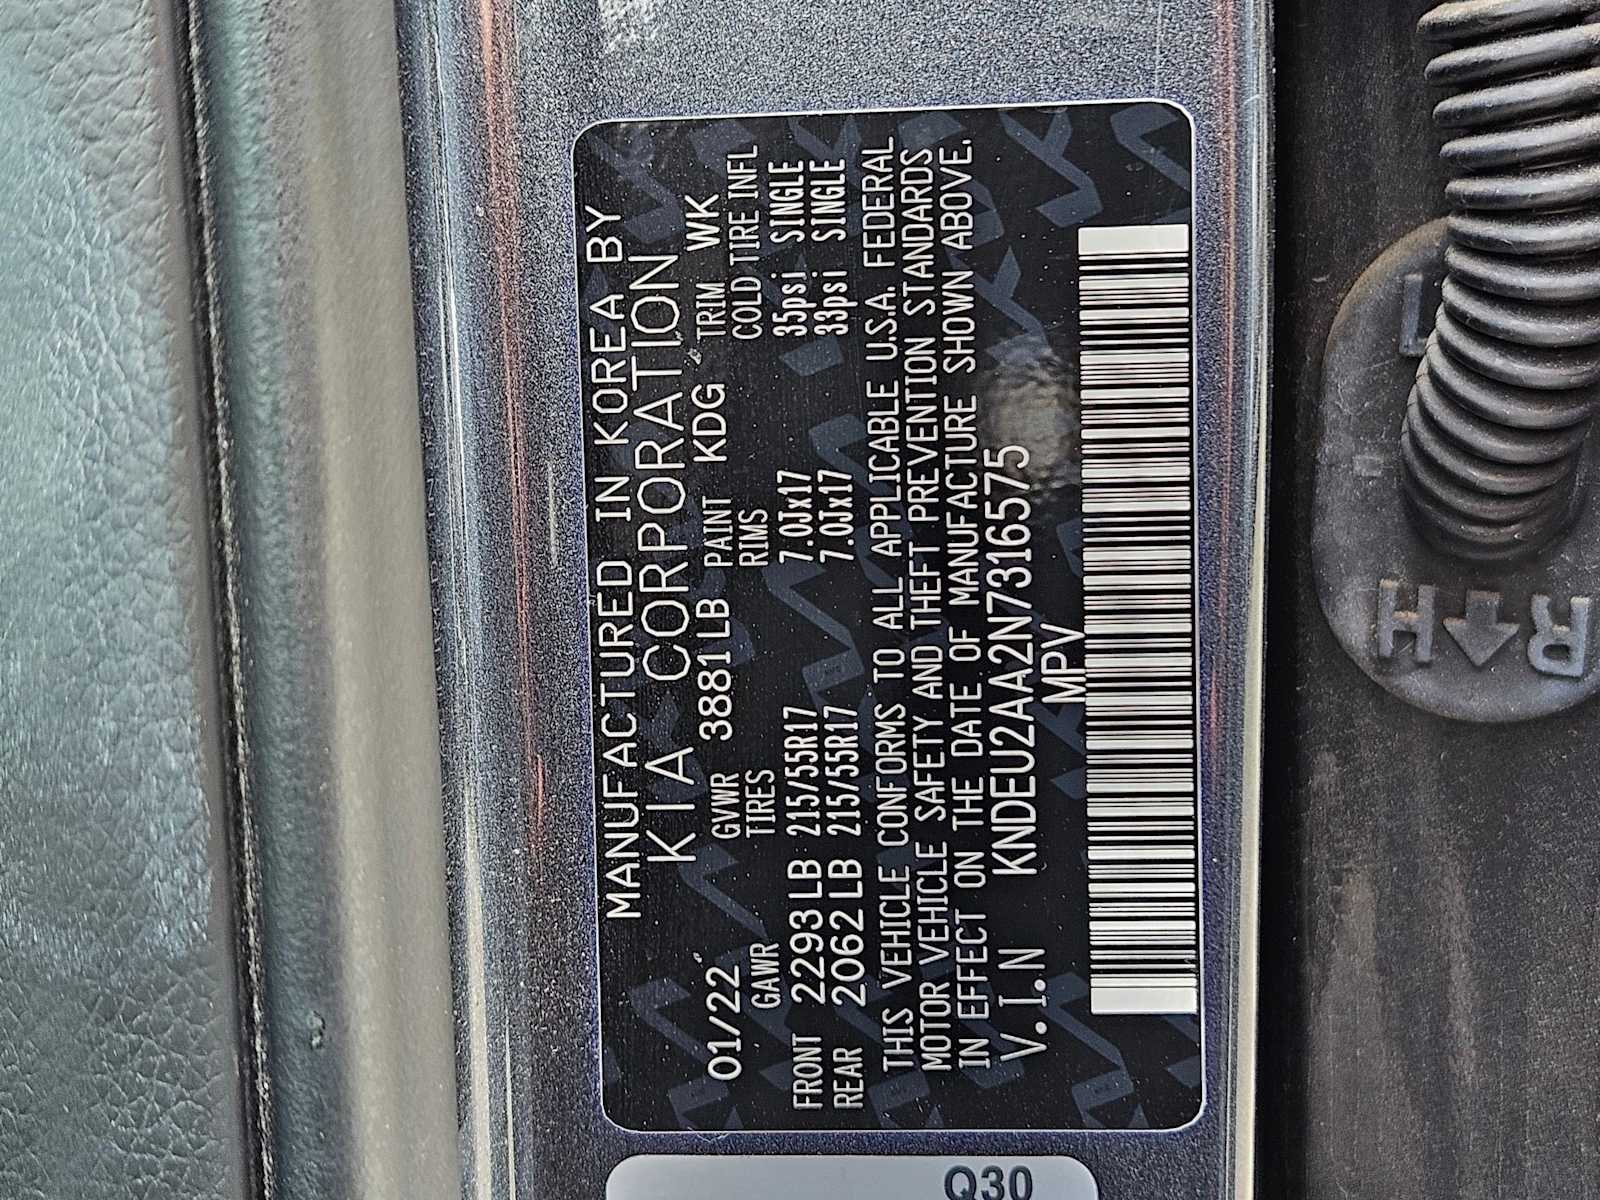 MANUFACTURED IN KOREA BY
KIA CORPORATION
01/22 GVWR 3881 LB PAINT KDG TRIM WK
GAWR TIRES RIMS COLD TIRE INFL
FRONT 2293 LB 215/55R17 7.0Jx17 35psi SINGLE
REAR 2062 LB 215/55R17 7.0Jx17 33psi SINGLE
THIS VEHICLE CONFORMS TO ALL APPLICABLE U.S.A. FEDERAL
MOTOR VEHICLE SAFETY AND THEFT PREVENTION STANDARDS
IN EFFECT ON THE DATE OF MANUFACTURE SHOWN ABOVE.
V.I.N KNDEU2AA2N7316575
MPV
Q30
R H